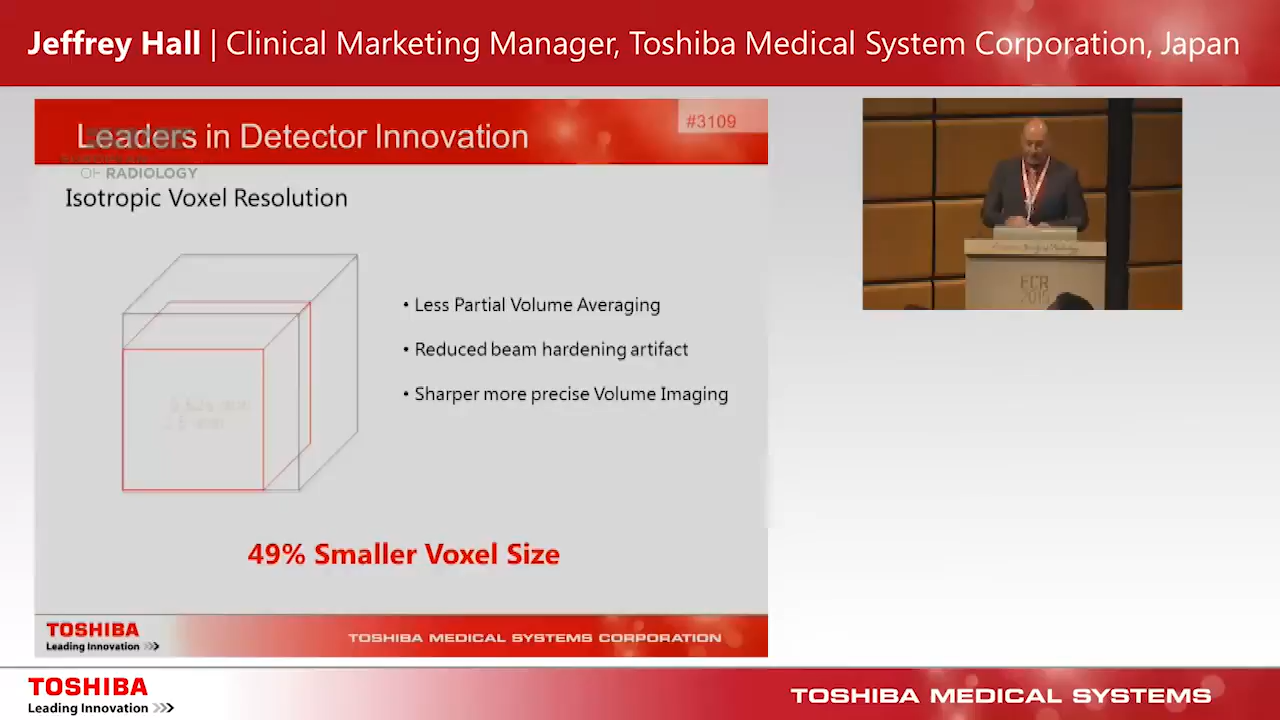 Jeffrey Hall | Clinical Marketing Manager, Toshiba Medical System Corporation, Japan
Leaders in Detector Innovation
#3109
OF RADIOLOGY
Isotropic Voxel Resolution
• Less Partial Volume Averaging
• Reduced beam hardening artifact
• Sharper more precise Volume Imaging
49% Smaller Voxel Size
TOSHIBA
Leading Innovation >>>
TOSHIBA MEDICAL SYSTEMS CORPORATION
ECR
2015
TOSHIBA
Leading Innovation >>>
TOSHIBA MEDICAL SYSTEMS